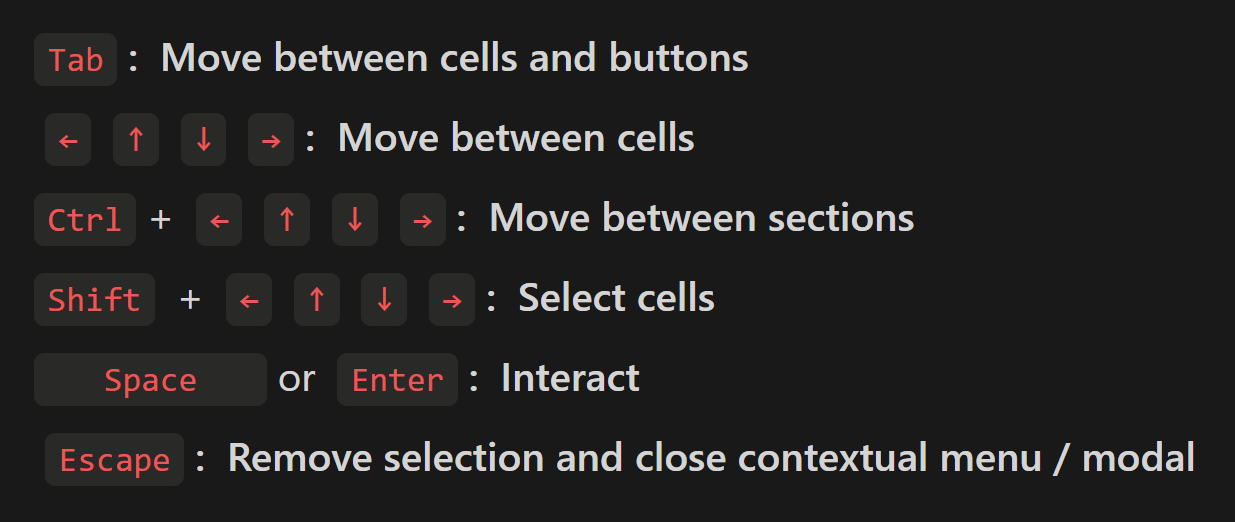 Tab : Move between cells and buttons
← ↑ ↓ → : Move between cells
Ctrl + ← ↑ ↓ → : Move between sections
Shift + ← ↑ ↓ → : Select cells
Space or Enter : Interact
Escape : Remove selection and close contextual menu / modal